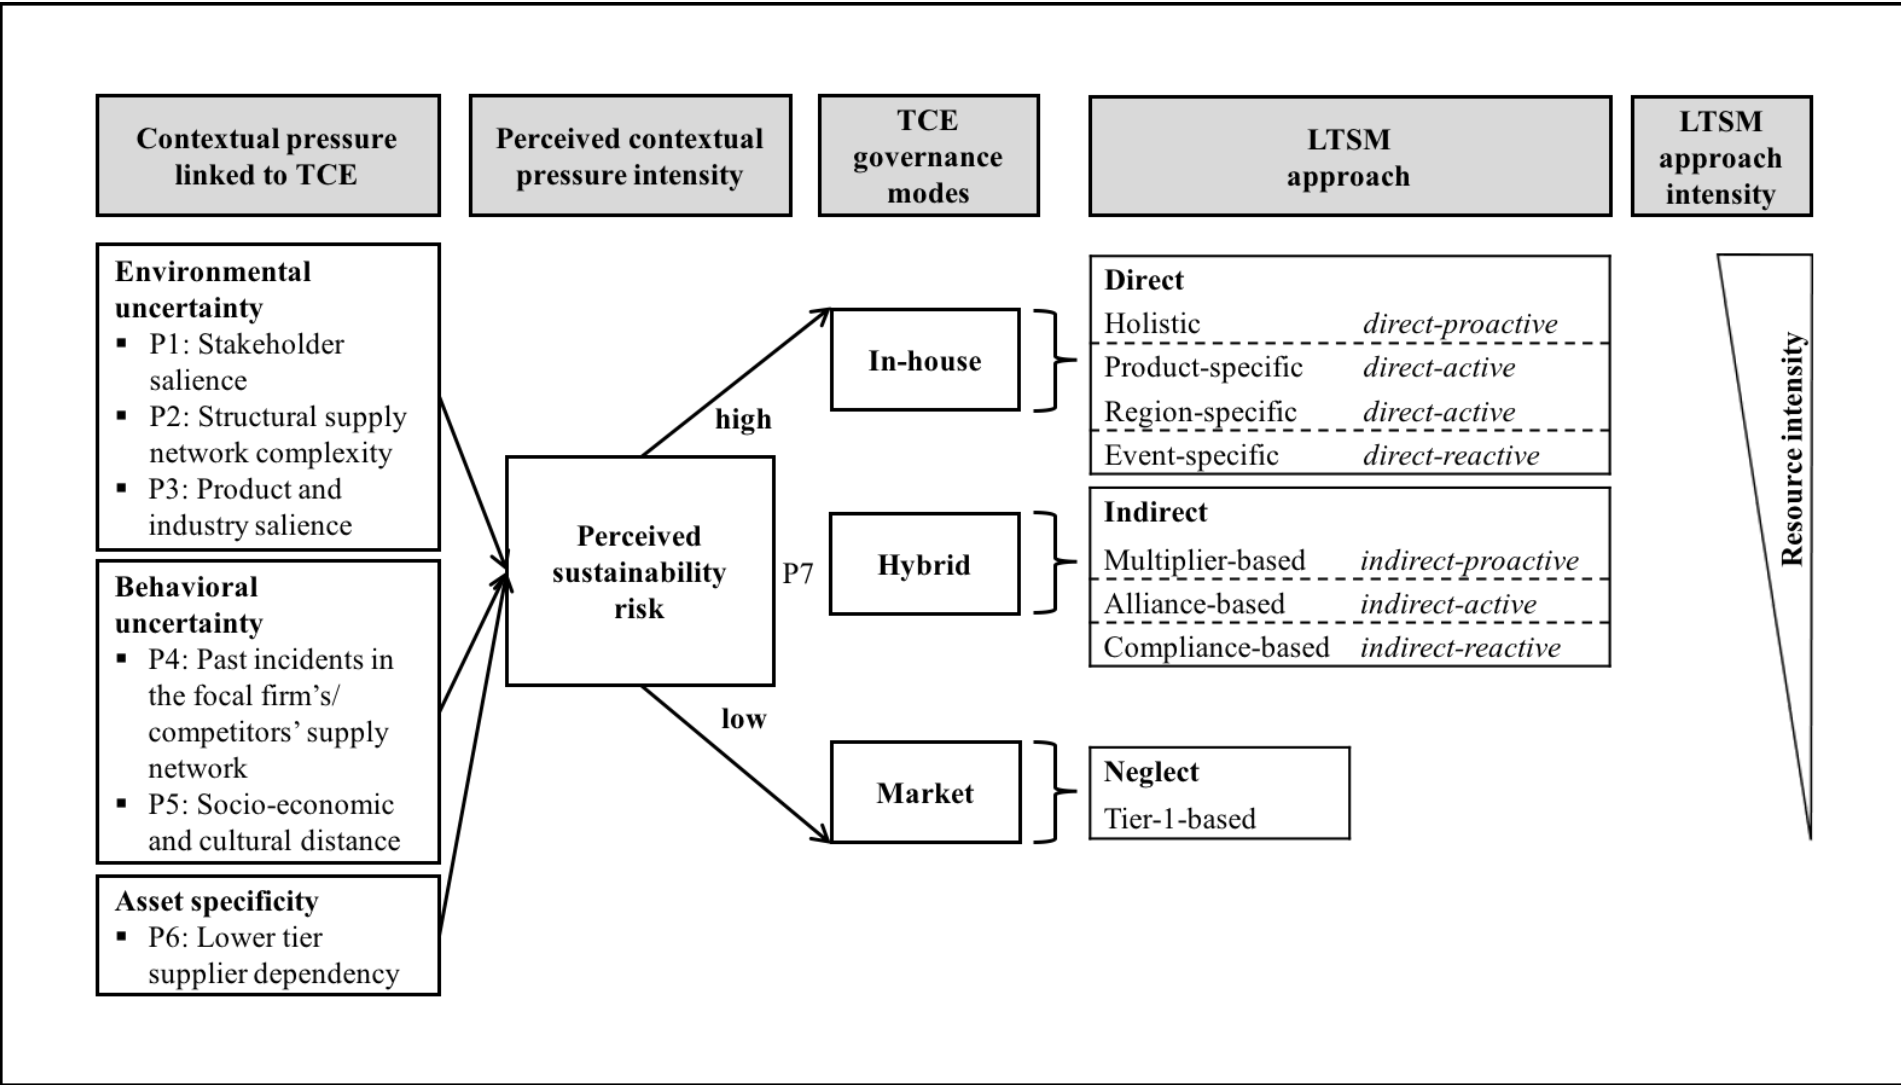 Contextual pressure
linked to TCE
Perceived contextual
pressure intensity
TCE
governance
modes
LTSM
approach
LTSM
approach
intensity
Environmental
uncertainty
▪ P1: Stakeholder
salience
▪ P2: Structural supply
network complexity
▪ P3: Product and
industry salience
Behavioral
uncertainty
▪ P4: Past incidents in
the focal firm’s/
competitors’ supply
network
▪ P5: Socio-economic
and cultural distance
Asset specificity
▪ P6: Lower tier
supplier dependency
Perceived
sustainability
risk
high
P7
low
In-house
Hybrid
Market
Direct
Holistic direct-proactive
Product-specific direct-active
Region-specific direct-active
Event-specific direct-reactive
Indirect
Multiplier-based indirect-proactive
Alliance-based indirect-active
Compliance-based indirect-reactive
Neglect
Tier-1-based
Resource intensity